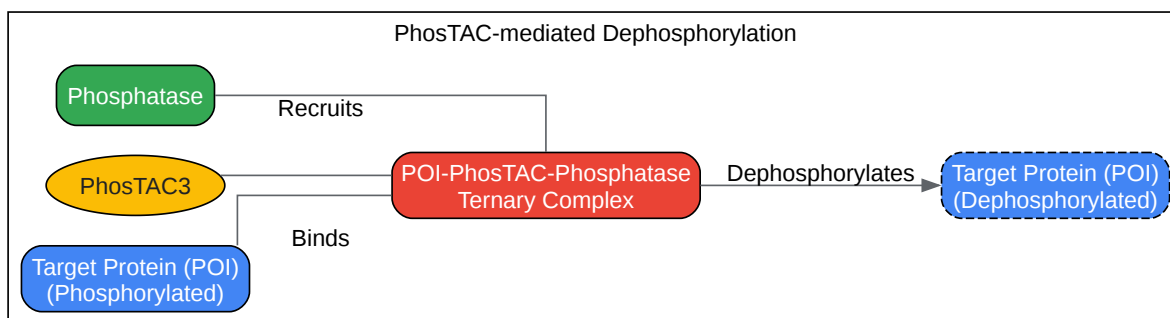 PhosTAC-mediated Dephosphorylation
Phosphatase
Recruits
PhosTAC3
POI-PhosTAC-Phosphatase
Ternary Complex
Dephosphorylates
Target Protein (POI)
(Dephosphorylated)
Binds
Target Protein (POI)
(Phosphorylated)